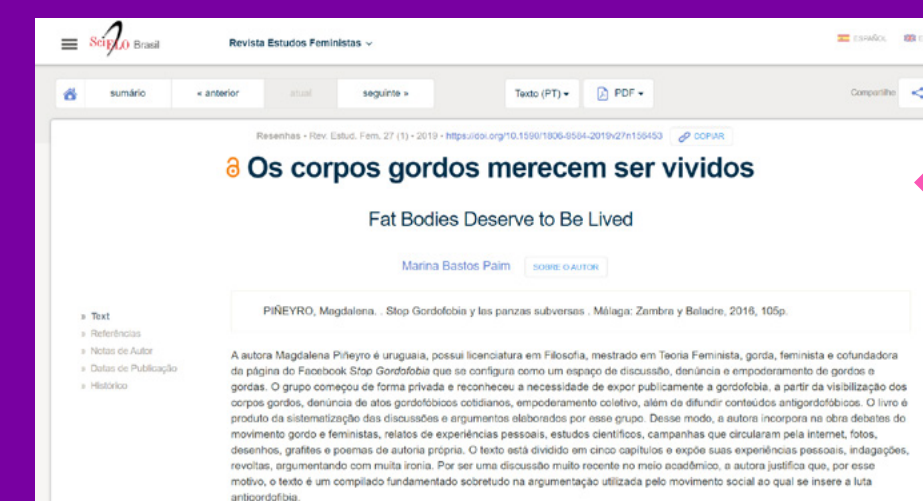 SciELO Brasil
Revista Estudos Feministas
ESPAÑOL
sumário
« anterior
atual
seguinte »
Texto (PT)
PDF
Compartilhe
Resenhas • Rev. Estud. Fem. 27 (1) • 2019 • https://doi.org/10.1590/1806-9584-2019v27n156453 COPIAR
Os corpos gordos merecem ser vividos
Fat Bodies Deserve to Be Lived
Marina Bastos Paim SOBRE O AUTOR
PIÑEYRO, Magdalena. . Stop Gordofobia y las panzas subversas . Málaga: Zambra y Baladre, 2016, 105p.
» Text
» Referências
» Notas de Autor
» Datas de Publicação
» Histórico
A autora Magdalena Piñeyro é uruguaia, possui licenciatura em Filosofia, mestrado em Teoria Feminista, gorda, feminista e cofundadora
da página do Facebook Stop Gordofobia que se configura como um espaço de discussão, denúncia e empoderamento de gordos e
gordas. O grupo começou de forma privada e reconheceu a necessidade de expor publicamente a gordofobia, a partir da visibilização dos
corpos gordos, denúncia de atos gordofóbicos cotidianos, empoderamento coletivo, além de difundir conteúdos antigordofóbicos. O livro é
produto da sistematização das discussões e argumentos elaborados por esse grupo. Desse modo, a autora incorpora na obra debates do
movimento gordo e feministas, relatos de experiências pessoais, estudos científicos, campanhas que circularam pela internet, fotos,
desenhos, grafites e poemas de autoria própria. O texto está dividido em cinco capítulos e expõe suas experiências pessoais, indagações,
revoltas, argumentando com muita ironia. Por ser uma discussão muito recente no meio acadêmico, a autora justifica que, por esse
motivo, o texto é um compilado fundamentado sobretudo na argumentação utilizada pelo movimento social ao qual se insere a luta
antigordofóbia.